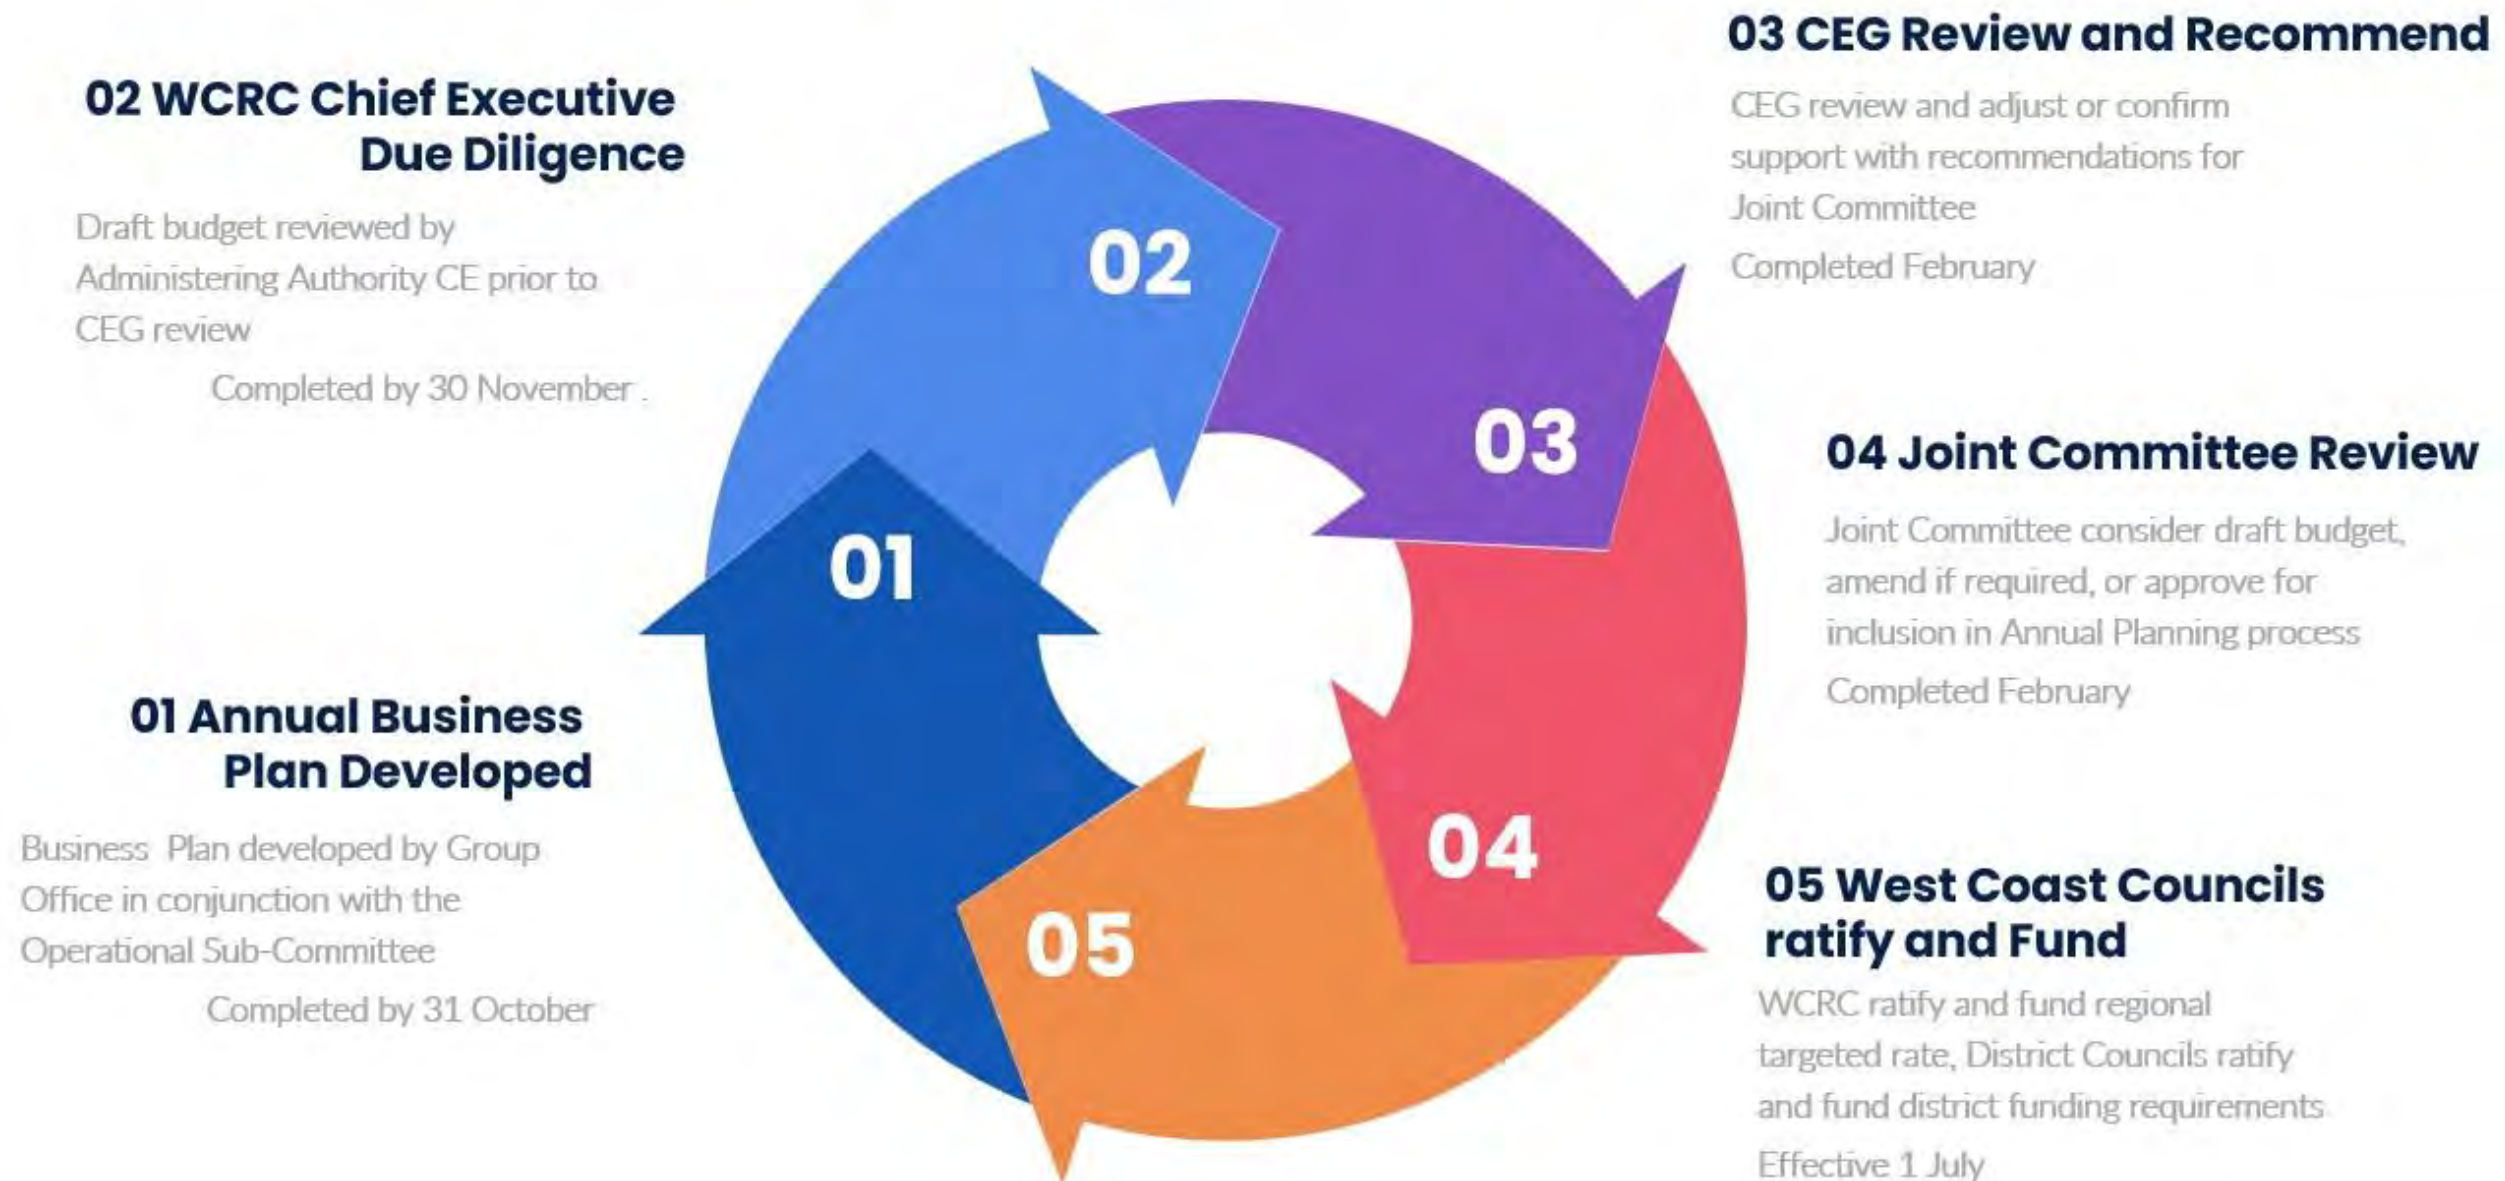 01 Annual Business
Plan Developed
Business Plan developed by Group
Office in conjunction with the
Operational Sub-Committee
Completed by 31 October
02 WCRC Chief Executive
Due Diligence
Draft budget reviewed by
Administering Authority CE prior to
CEG review
Completed by 30 November .
03 CEG Review and Recommend
CEG review and adjust or confirm
support with recommendations for
Joint Committee
Completed February
04 Joint Committee Review
Joint Committee consider draft budget,
amend if required, or approve for
inclusion in Annual Planning process
Completed February
05 West Coast Councils
ratify and Fund
WCRC ratify and fund regional
targeted rate, District Councils ratify
and fund district funding requirements
Effective 1 July
01
02
03
04
05